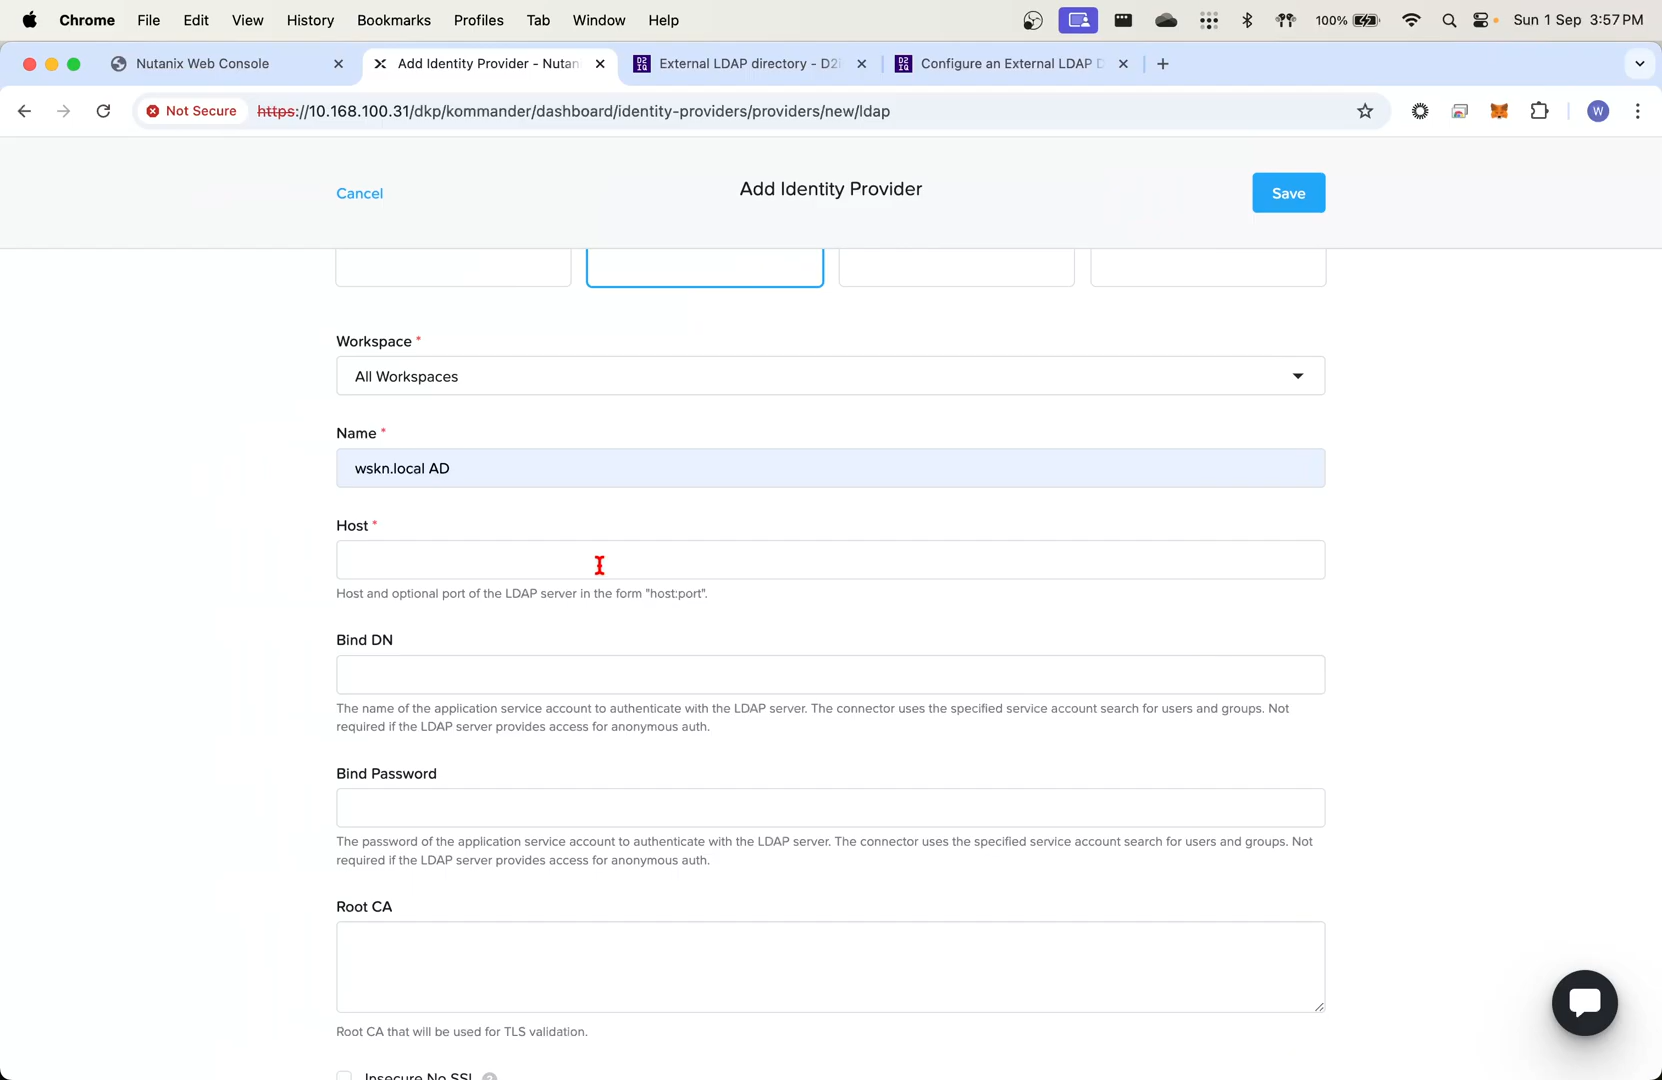 Chrome File Edit View History Bookmarks Profiles Tab Window Help 100% Sun 1 Sep 3:57 PM
Nutanix Web Console Add Identity Provider - Nutan External LDAP directory - D2i Configure an External LDAP D
Not Secure https://10.168.100.31/dkp/kommander/dashboard/identity-providers/providers/new/ldap W
Cancel Add Identity Provider Save
Workspace *
All Workspaces
Name *
wskn.local AD
Host *
Host and optional port of the LDAP server in the form "host:port".
Bind DN
The name of the application service account to authenticate with the LDAP server. The connector uses the specified service account search for users and groups. Not
required if the LDAP server provides access for anonymous auth.
Bind Password
The password of the application service account to authenticate with the LDAP server. The connector uses the specified service account search for users and groups. Not
required if the LDAP server provides access for anonymous auth.
Root CA
Root CA that will be used for TLS validation.
Insecure No SSL